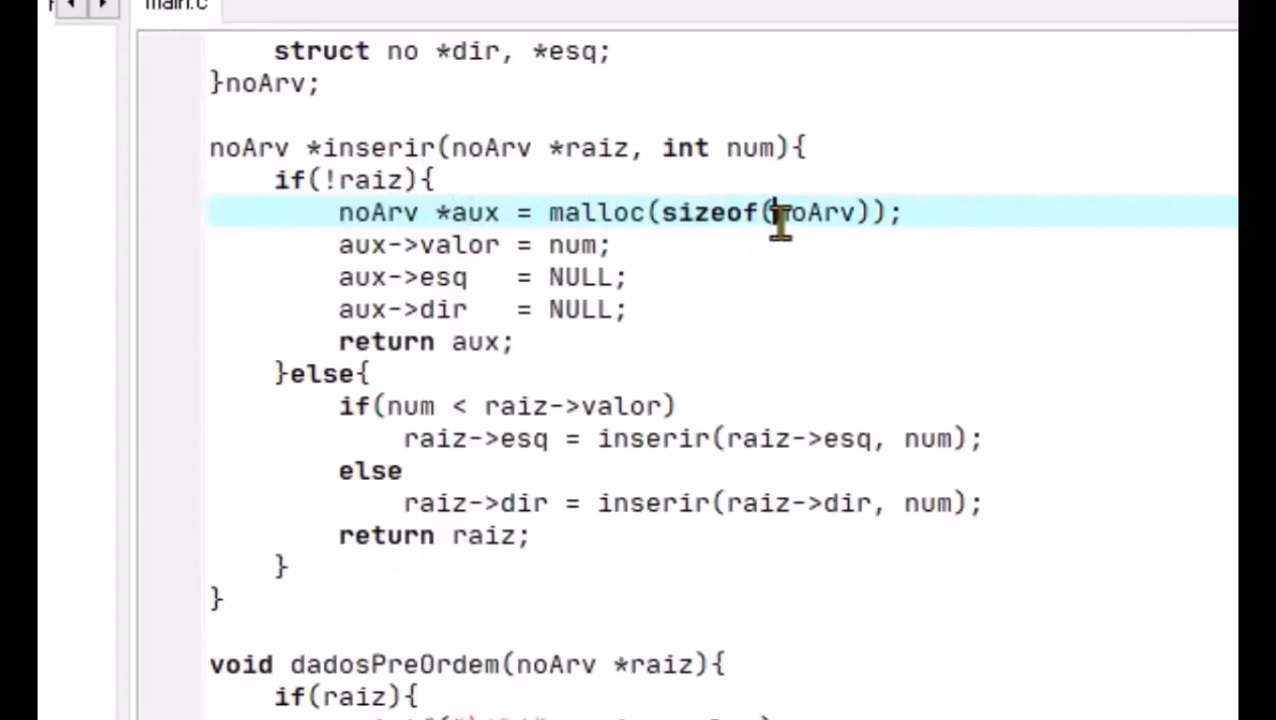 main.c
struct no *dir, *esq;
}noArv;
noArv *inserir(noArv *raiz, int num){
if(!raiz){
noArv *aux = malloc(sizeof(noArv));
aux->valor = num;
aux->esq   = NULL;
aux->dir   = NULL;
return aux;
}else{
if(num < raiz->valor)
raiz->esq = inserir(raiz->esq, num);
else
raiz->dir = inserir(raiz->dir, num);
return raiz;
}
}
void dadosPreOrdem(noArv *raiz){
if(raiz){